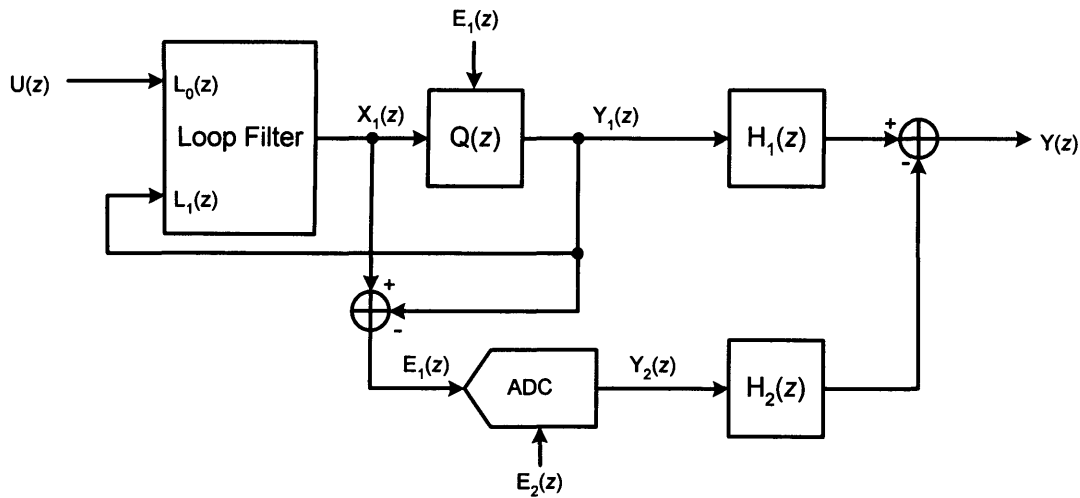 E₁(z)
U(z)
L₀(z)
Loop Filter
L₁(z)
X₁(z)
Q(z)
Y₁(z)
H₁(z)
+
-
Y(z)
+
-
E₁(z)
ADC
Y₂(z)
H₂(z)
E₂(z)